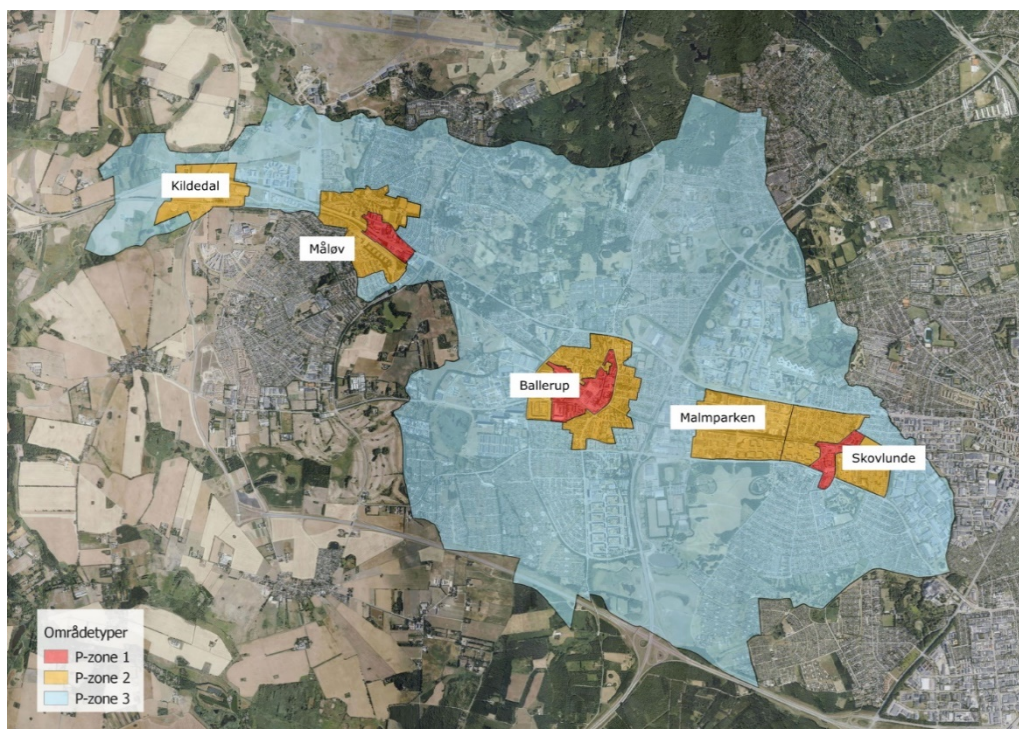 Kildedal
Måløv
Ballerup
Malmparken
Skovlunde
Områdetyper
P-zone 1
P-zone 2
P-zone 3